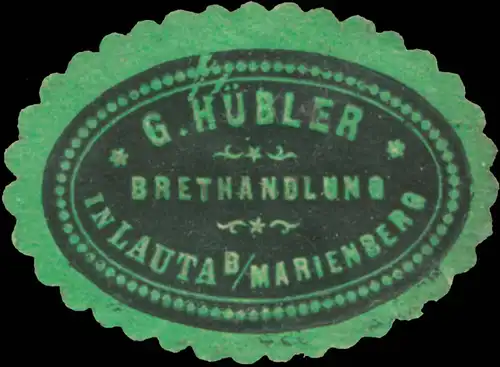 G. HÜBLER
BRETHANDLUNG
IN LAUTA B/MARIENBERG